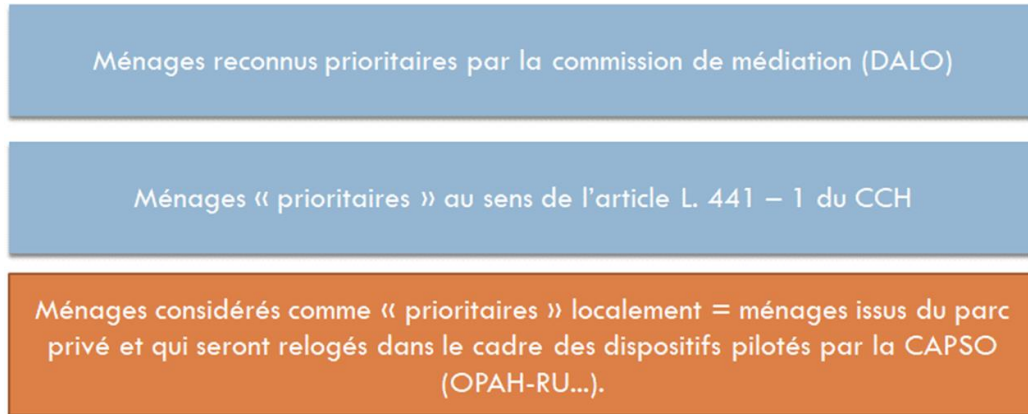 Ménages reconnus prioritaires par la commission de médiation (DALO)
Ménages « prioritaires » au sens de l'article L. 441 – 1 du CCH
Ménages considérés comme « prioritaires » localement = ménages issus du parc
privé et qui seront relogés dans le cadre des dispositifs pilotés par la CAPSO
(OPAH-RU...).